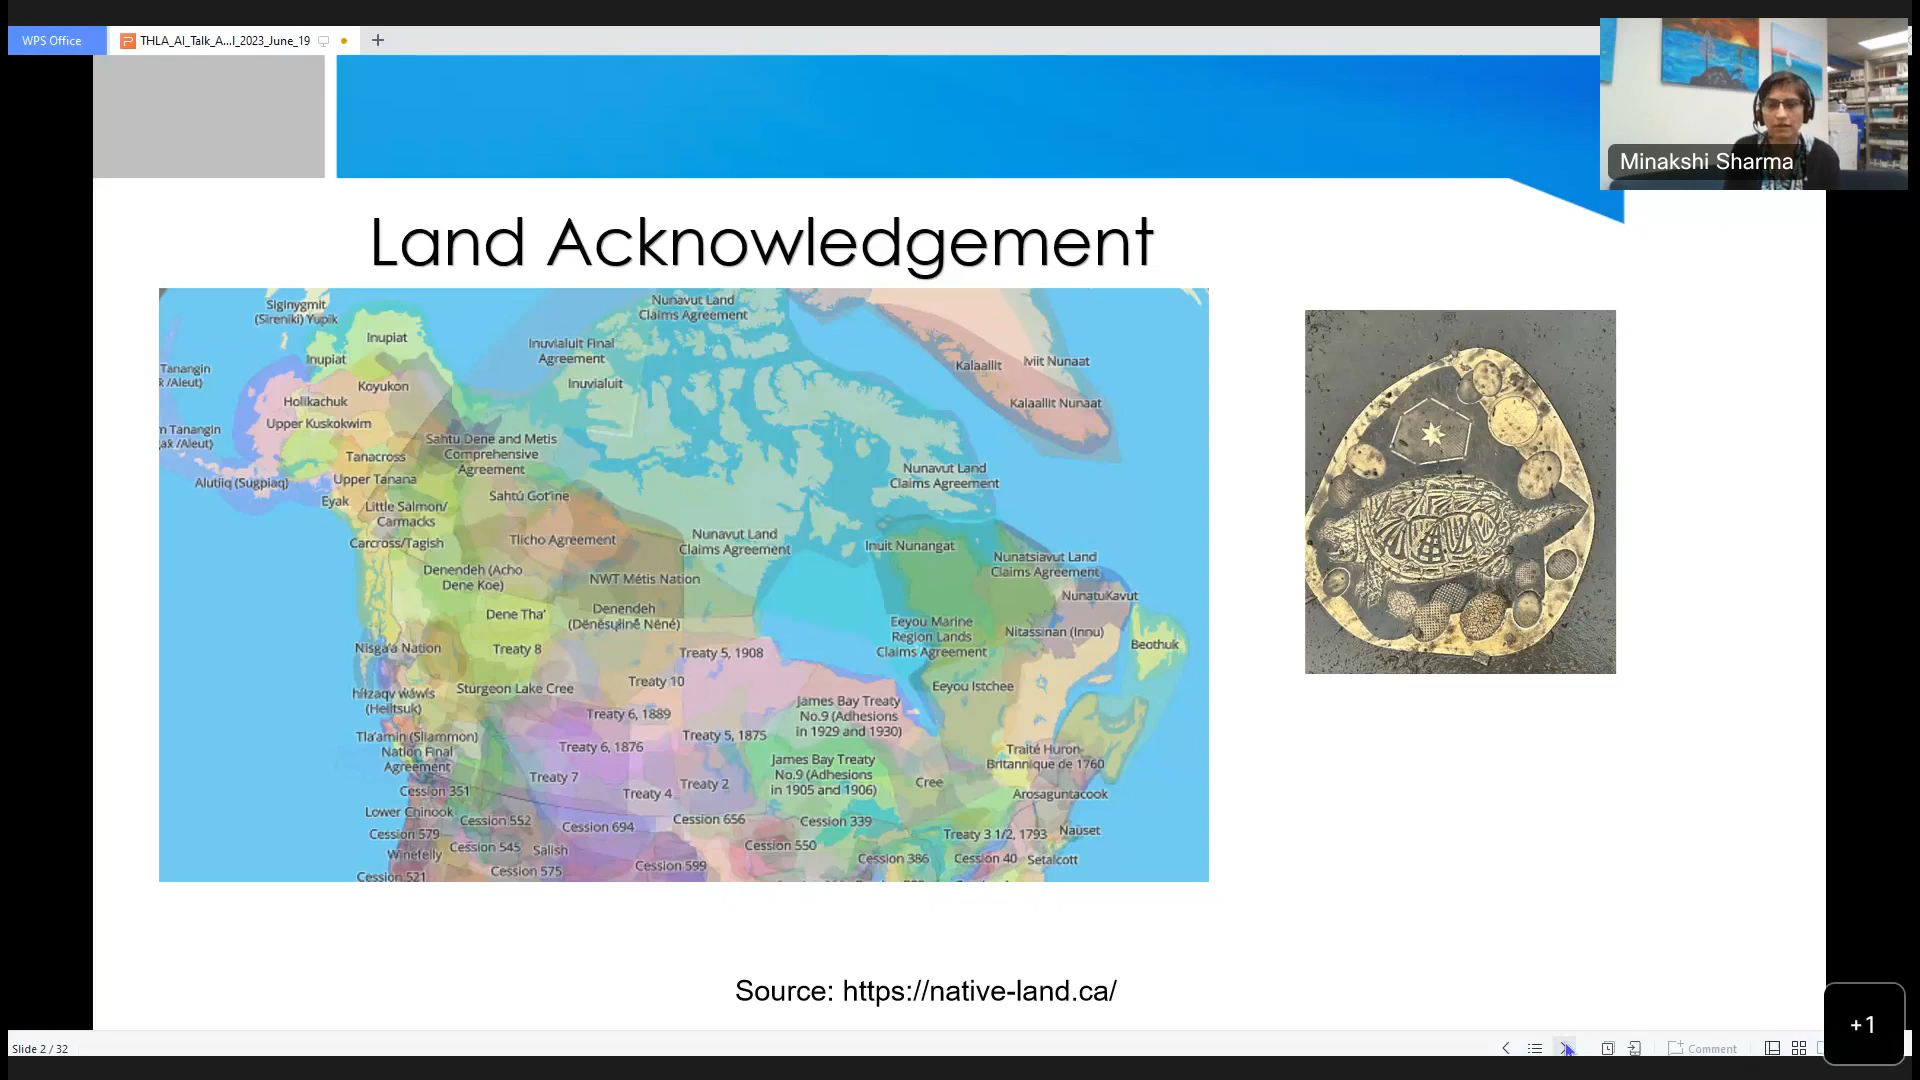 WPS Office
THLA_AI_Talk_A...l_2023_June_19
Minakshi Sharma
Land Acknowledgement
Siginygmit
(Sireniki) Yupik
Nunavut Land
Claims Agreement
Inupiat
Inuvialuit Final
Agreement
Inupiat
Kalaallit
Iviit Nunaat
Tanangin
/Aleut)
Koyukon
Inuvialuit
Holikachuk
Kalaallit Nunaat
Upper Kuskokwim
Tanangin
/Aleut)
Sahtu Dene and Metis
Comprehensive
Agreement
Tanacross
Nunavut Land
Claims Agreement
Alutiiq (Sugpiaq)
Upper Tanana
Eyak
Sahtú Got'ine
Little Salmon/
Carmacks
Carcross/Tagish
Tlicho Agreement
Nunavut Land
Claims Agreement
Inuit Nunangat
Nunatsiavut Land
Claims Agreement
Denendeh (Acho
Dene Koe)
NWT Métis Nation
NunatuKavut
Dene Tha'
Denendeh
(Dënësųłinë́ Nëné)
Eeyou Marine
Region Lands
Claims Agreement
Nitassinan (Innu)
Beothuk
Nisga'a Nation
Treaty 8
Treaty 5, 1908
Treaty 10
Sturgeon Lake Cree
Eeyou Istchee
(Heiltsuk)
James Bay Treaty
No.9 (Adhesions
in 1929 and 1930)
Treaty 6, 1889
Tla'amin (Sliammon)
Nation Final
Agreement
Treaty 6, 1876
Treaty 5, 1875
Traité Huron-
Britannique de 1760
James Bay Treaty
No.9 (Adhesions
in 1905 and 1906)
Treaty 7
Treaty 4
Treaty 2
Cree
Cession 351
Arosaguntacook
Lower Chinook
Cession 552
Cession 694
Cession 656
Cession 339
Cession 579
Treaty 3 1/2, 1793
Nauset
Winefelly
Cession 545
Salish
Cession 550
Cession 386
Cession 40
Setalcott
Cession 521
Cession 575
Cession 599
Source: https://native-land.ca/
Slide 2 / 32
Comment
+1